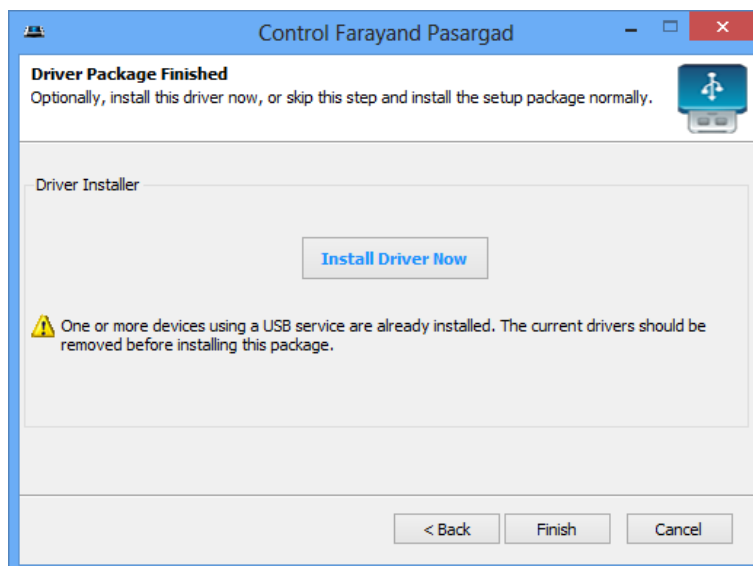 Control Farayand Pasargad
Driver Package Finished
Optionally, install this driver now, or skip this step and install the setup package normally.
Driver Installer
Install Driver Now
One or more devices using a USB service are already installed. The current drivers should be
removed before installing this package.
< Back
Finish
Cancel